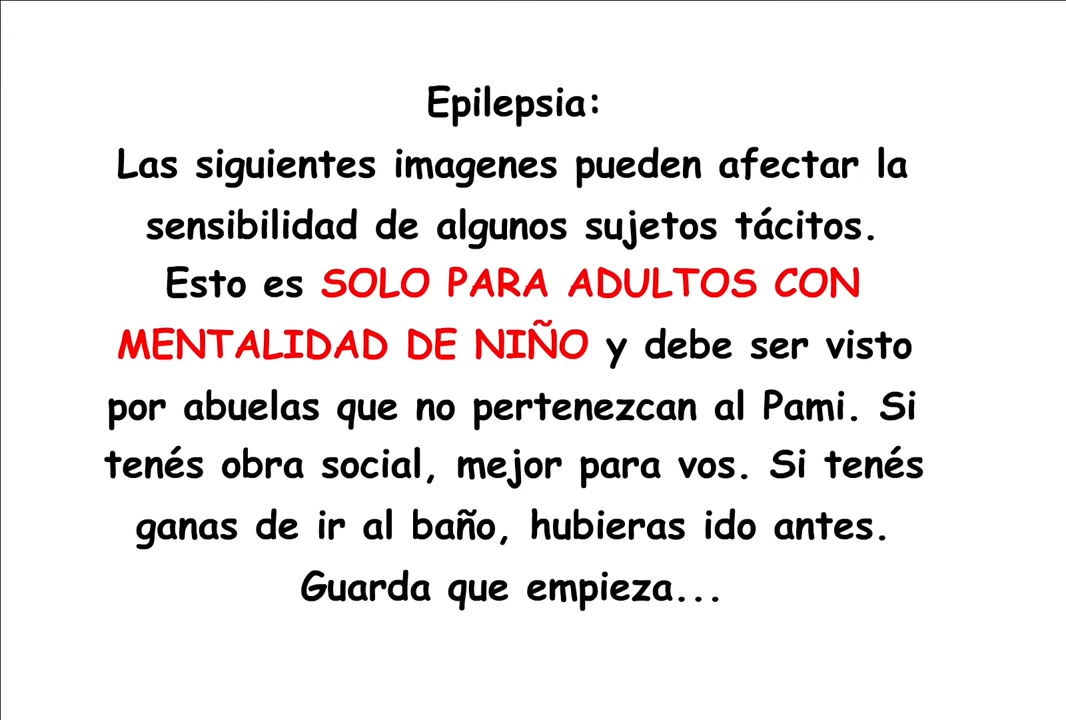 Epilepsia:
Las siguientes imagenes pueden afectar la
sensibilidad de algunos sujetos tácitos.
Esto es SOLO PARA ADULTOS CON
MENTALIDAD DE NIÑO y debe ser visto
por abuelas que no pertenezcan al Pami. Si
tenés obra social, mejor para vos. Si tenés
ganas de ir al baño, hubieras ido antes.
Guarda que empieza...